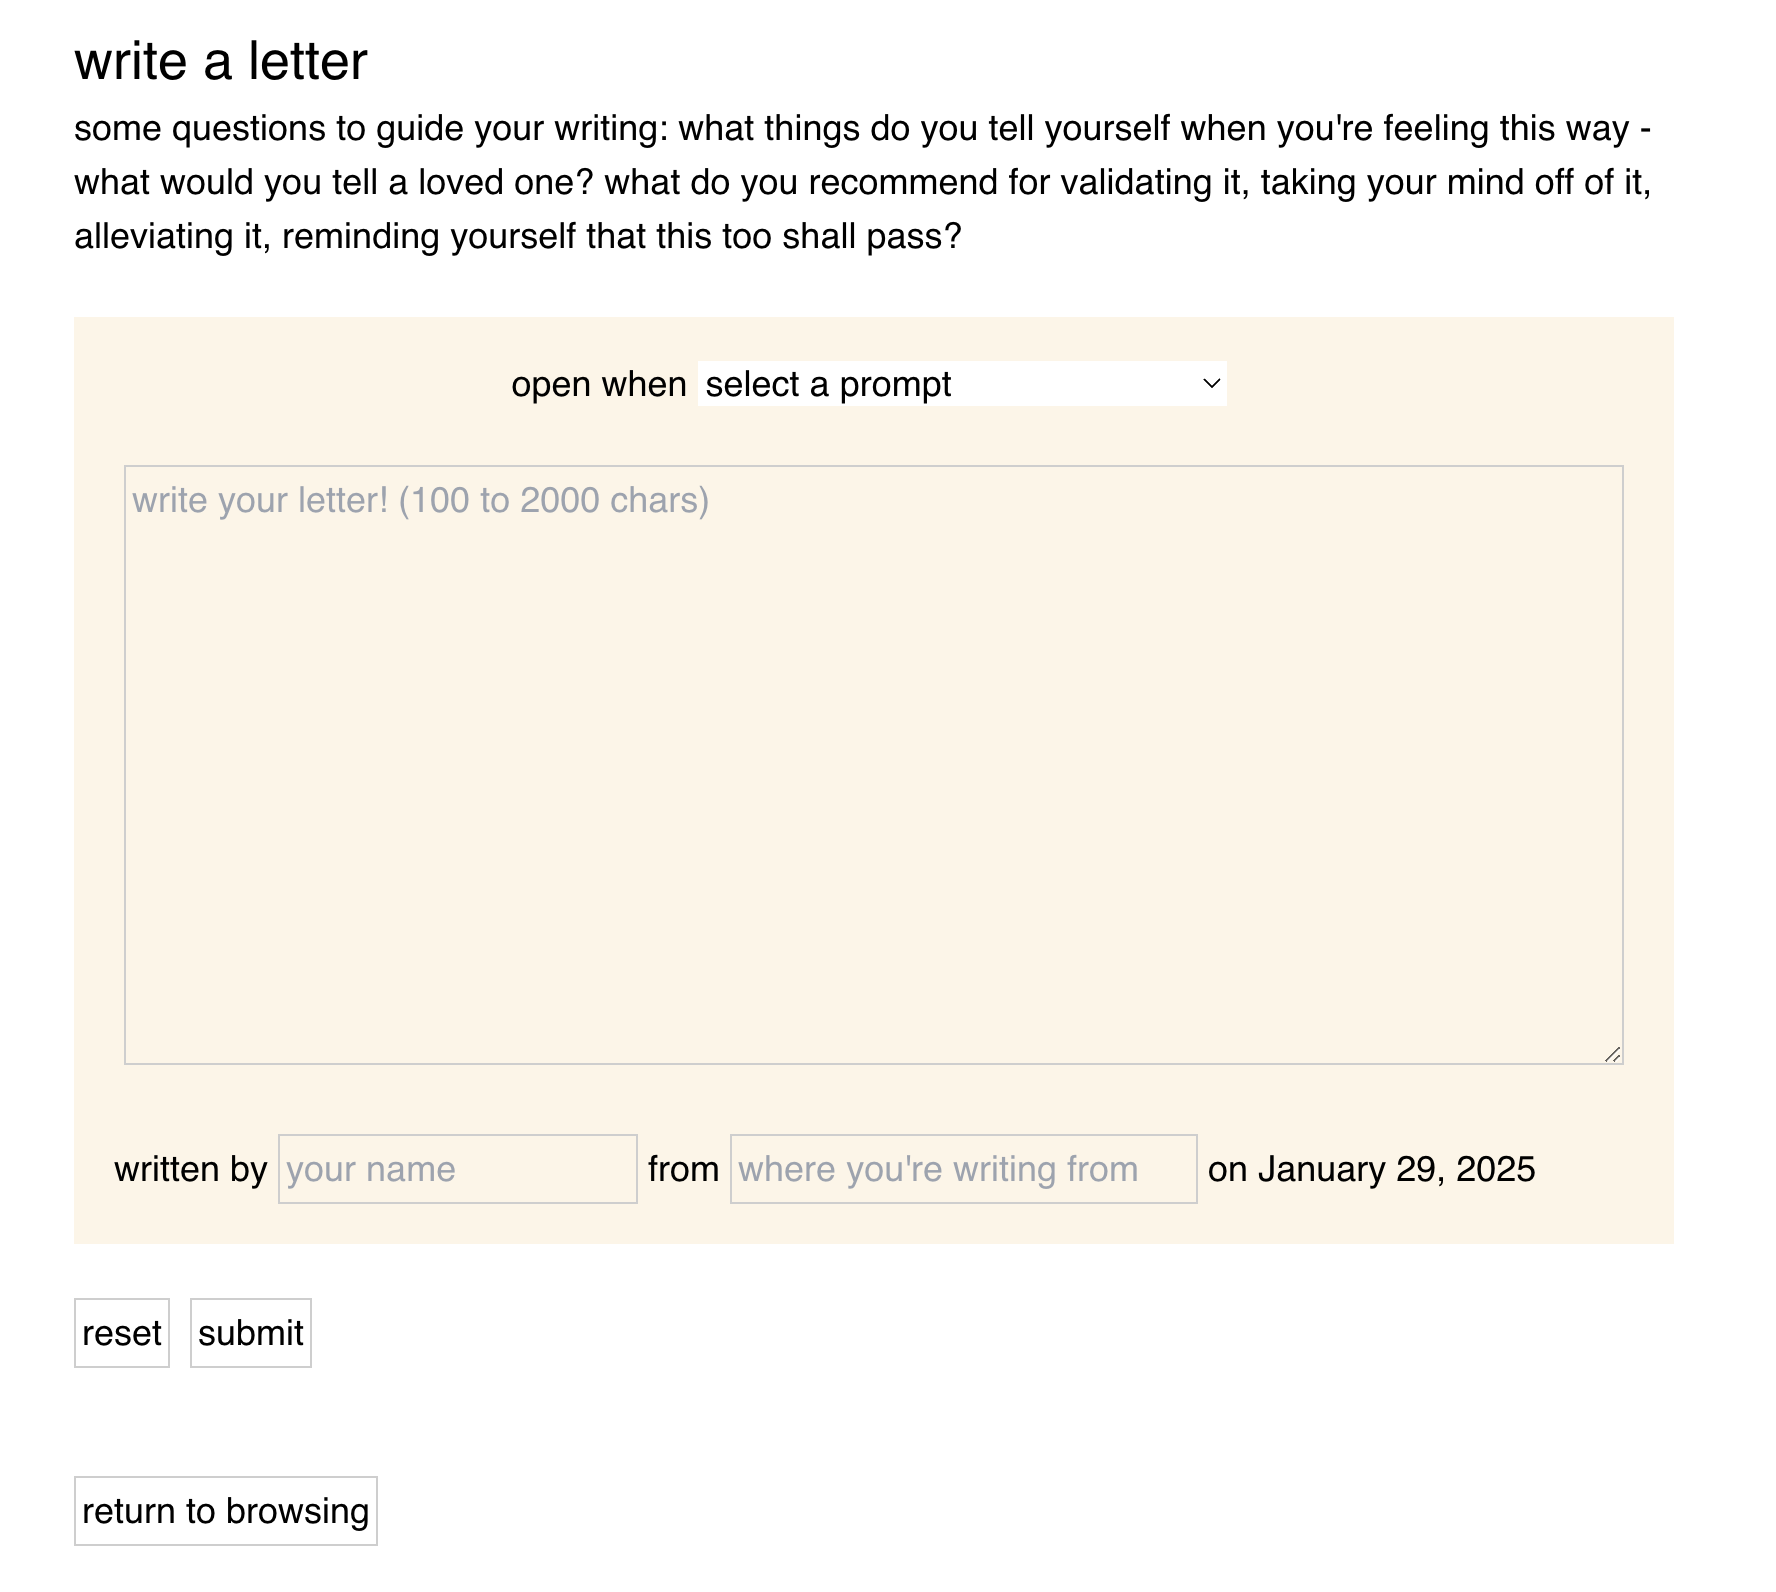 write a letter
some questions to guide your writing: what things do you tell yourself when you're feeling this way -
what would you tell a loved one? what do you recommend for validating it, taking your mind off of it,
alleviating it, reminding yourself that this too shall pass?
open when select a prompt
write your letter! (100 to 2000 chars)
written by your name from where you're writing from on January 29, 2025
reset submit
return to browsing